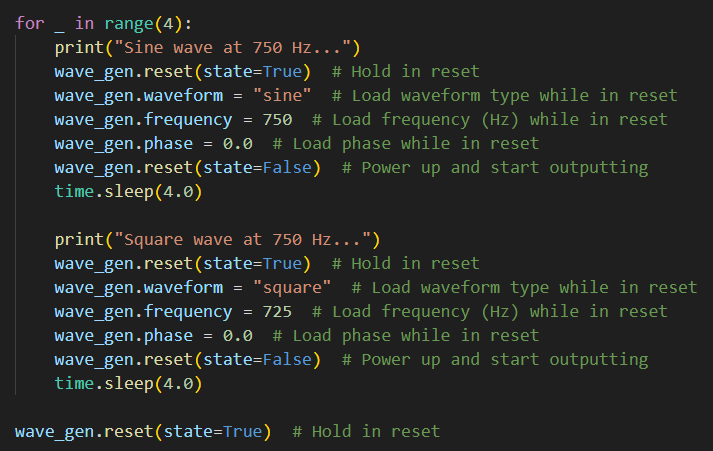 for _ in range(4):
    print("Sine wave at 750 Hz...")
    wave_gen.reset(state=True)  # Hold in reset
    wave_gen.waveform = "sine"  # Load waveform type while in reset
    wave_gen.frequency = 750  # Load frequency (Hz) while in reset
    wave_gen.phase = 0.0  # Load phase while in reset
    wave_gen.reset(state=False)  # Power up and start outputting
    time.sleep(4.0)

    print("Square wave at 750 Hz...")
    wave_gen.reset(state=True)  # Hold in reset
    wave_gen.waveform = "square"  # Load waveform type while in reset
    wave_gen.frequency = 725  # Load frequency (Hz) while in reset
    wave_gen.phase = 0.0  # Load phase while in reset
    wave_gen.reset(state=False)  # Power up and start outputting
    time.sleep(4.0)

wave_gen.reset(state=True)  # Hold in reset